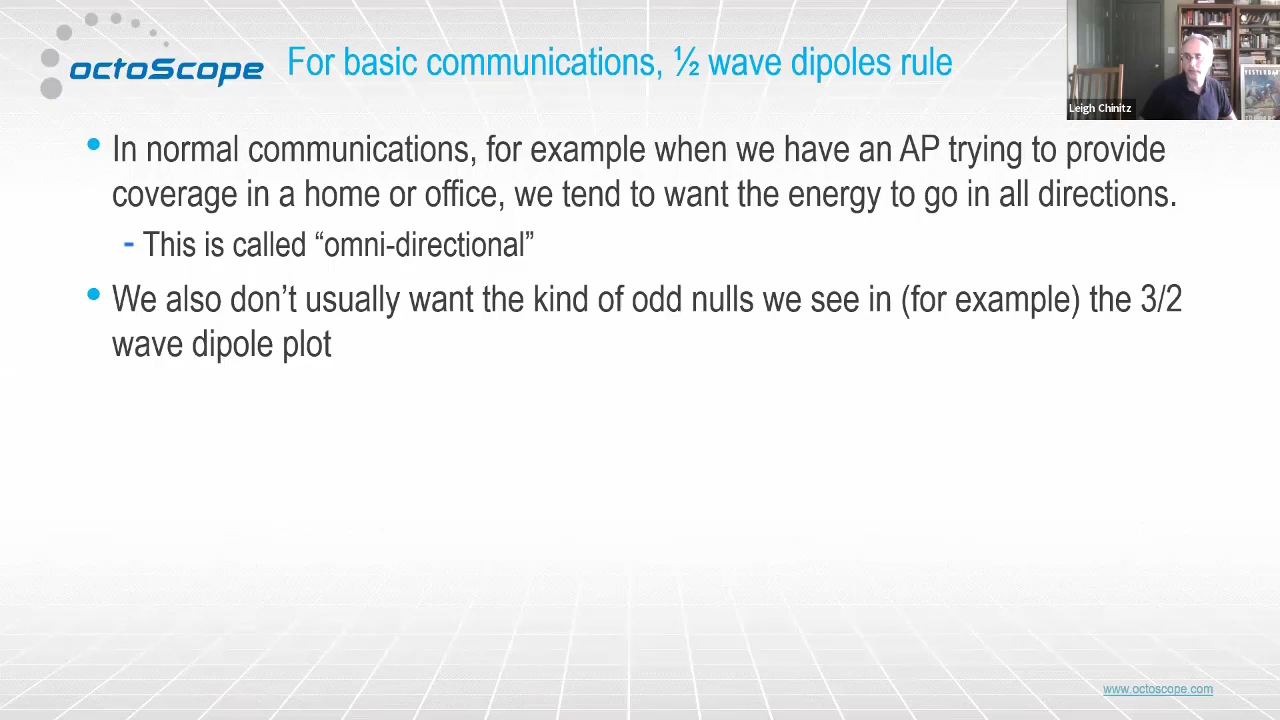 octoScope
For basic communications, ½ wave dipoles rule
Leigh Chinitz
YESTERDAY
In normal communications, for example when we have an AP trying to provide
coverage in a home or office, we tend to want the energy to go in all directions.
- This is called “omni-directional”
We also don’t usually want the kind of odd nulls we see in (for example) the 3/2
wave dipole plot
www.octoscope.com